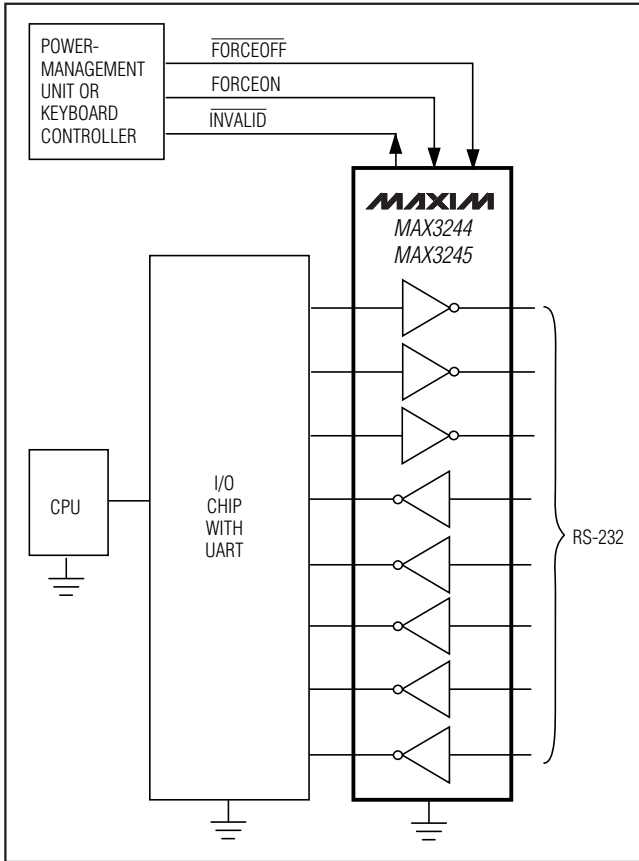 POWER-
MANAGEMENT
UNIT OR
KEYBOARD
CONTROLLER
FORCEOFF
FORCEON
INVALID
MAXIM
MAX3244
MAX3245
CPU
I/O
CHIP
WITH
UART
RS-232